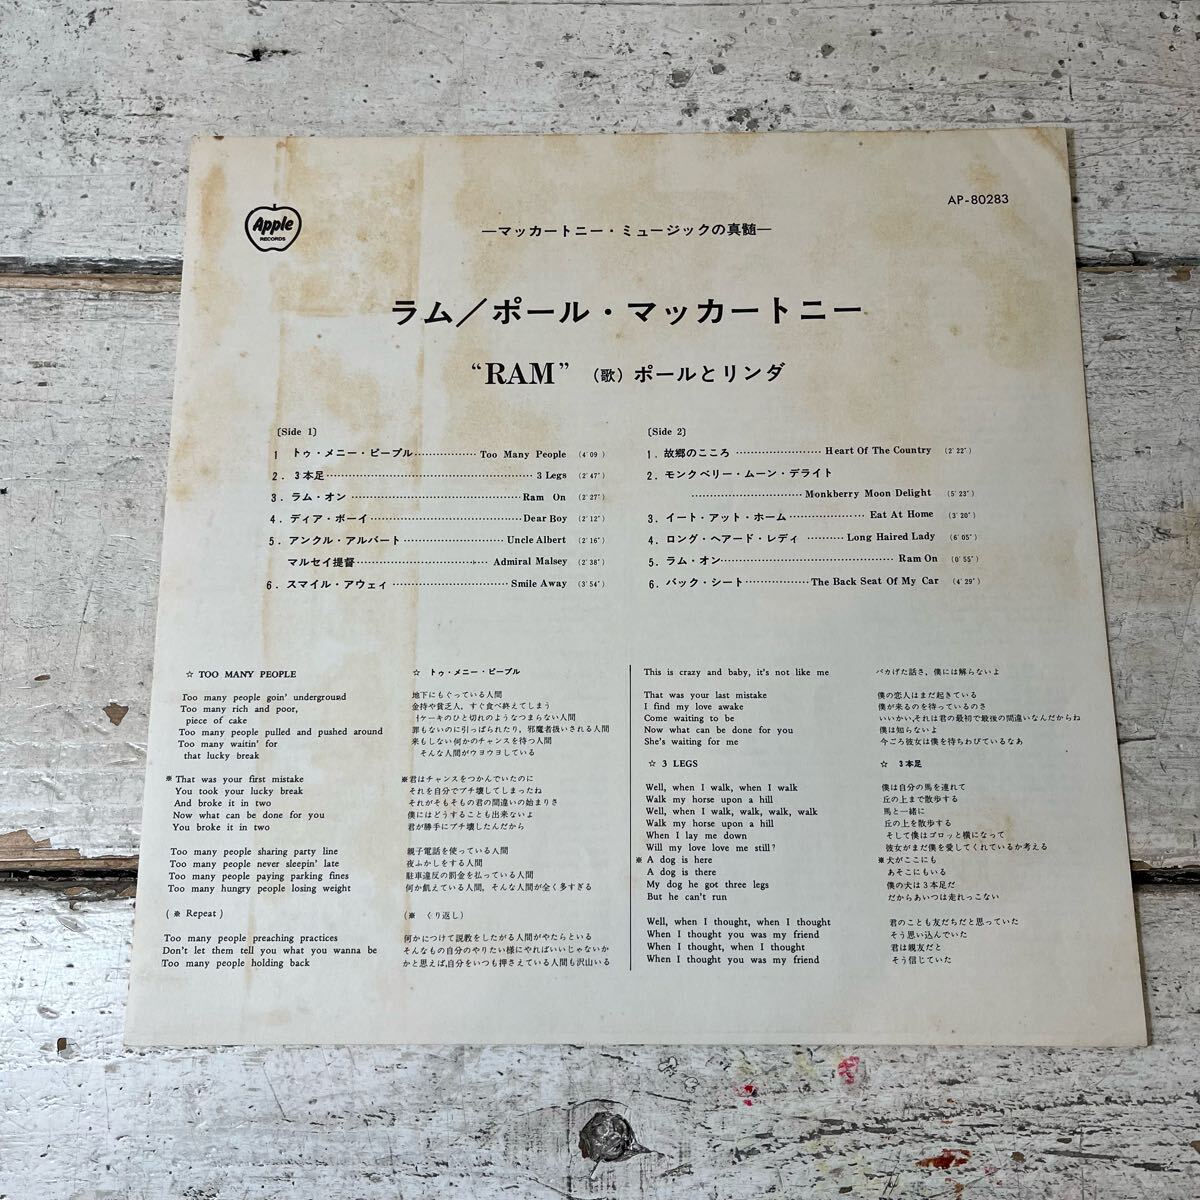 Apple
RECORDS
AP-80283
—マッカートニー・ミュージックの真髄—
ラム／ポール・マッカートニー
“RAM” （歌）ポールとリンダ
〔Side 1〕
1 トゥ・メニー・ピープル……………… Too Many People (4′09)
2. 3本足……………………………… 3 Legs (2′47″)
3. ラム・オン ……………………… Ram On (2′27″)
4. ディア・ボーイ…………………… Dear Boy (2′12″)
5. アンクル・アルバート……………… Uncle Albert (2′16″)
マルセイ提督……………………… Admiral Malsey (2′38″)
6. スマイル・アウェィ ………………… Smile Away (3′54″)
〔Side 2〕
1. 故郷のこころ ……………… Heart Of The Country (2′22″)
2. モンクベリー・ムーン・デライト
……………… Monkberry Moon Delight (5′23″)
3. イート・アット・ホーム ……………… Eat At Home (3′20″)
4. ロング・ヘアード・レディ ………… Long Haired Lady (6′05″)
5. ラム・オン…………………………… Ram On (0′55″)
6. バック・シート……………The Back Seat Of My Car (4′29″)
☆ TOO MANY PEOPLE
Too many people goin' underground
Too many rich and poor,
piece of cake
Too many people pulled and pushed around
Too many waitin' for
that lucky break
※ That was your first mistake
You took your lucky break
And broke it in two
Now what can be done for you
You broke it in two
Too many people sharing party line
Too many people never sleepin' late
Too many people paying parking fines
Too many hungry people losing weight
(※ Repeat)
Too many people preaching practices
Don't let them tell you what you wanna be
Too many people holding back
☆ トゥ・メニー・ピープル
地下にもぐっている人間
金持や貧乏人，すぐ食べ終えてしまう
ケーキのひと切れのようなつまらない人間
罪もないのに引っぱられたり，邪魔者扱いされる人間
来もしない何かのチャンスを待つ人間
そんな人間がウヨウヨしている
※君はチャンスをつかんでいたのに
それを自分でブチ壊してしまったね
それがそもそもの君の間違いの始まりさ
僕にはどうすることも出来ないよ
君が勝手にブチ壊したんだから
親子電話を使っている人間
夜ふかしをする人間
駐車違反の罰金を払っている人間
何か飢えている人間，そんな人間が全く多すぎる
(※ くり返し)
何かにつけて説教をしたがる人間がやたらといる
そんなもの自分のやりたい様にやればいいじゃないか
かと思えば，自分をいつも押さえている人間も沢山いる
This is crazy and baby, it's not like me
That was your last mistake
I find my love awake
Come waiting to be
Now what can be done for you
She's waiting for me
☆ 3 LEGS
Well, when I walk, when I walk
Walk my horse upon a hill
Well, when I walk, walk, walk, walk
Walk my horse upon a hill
When I lay me down
Will my love love me still?
※ A dog is here
A dog is there
My dog he got three legs
But he can't run
Well, when I thought, when I thought
When I thought you was my friend
When I thought, when I thought
When I thought you was my friend
バカげた話さ，僕には解らないよ
僕の恋人はまだ起きている
僕が来るのを待っているのさ
いいかい，それは君の最初で最後の間違いなんだからね
僕は知らないよ
今ごろ彼女は僕を待ちわびているなあ
☆ 3本足
僕は自分の馬を連れて
丘の上まで散歩する
馬と一緒に
丘の上を散歩する
そして僕はゴロッと横になって
彼女がまだ僕を愛してくれているか考える
※犬がここにも
あそこにもいる
僕の犬は3本足だ
だからあいつは走れっこない
君のことも友だちだと思っていた
そう思い込んでいた
君は親友だと
そう信じていた